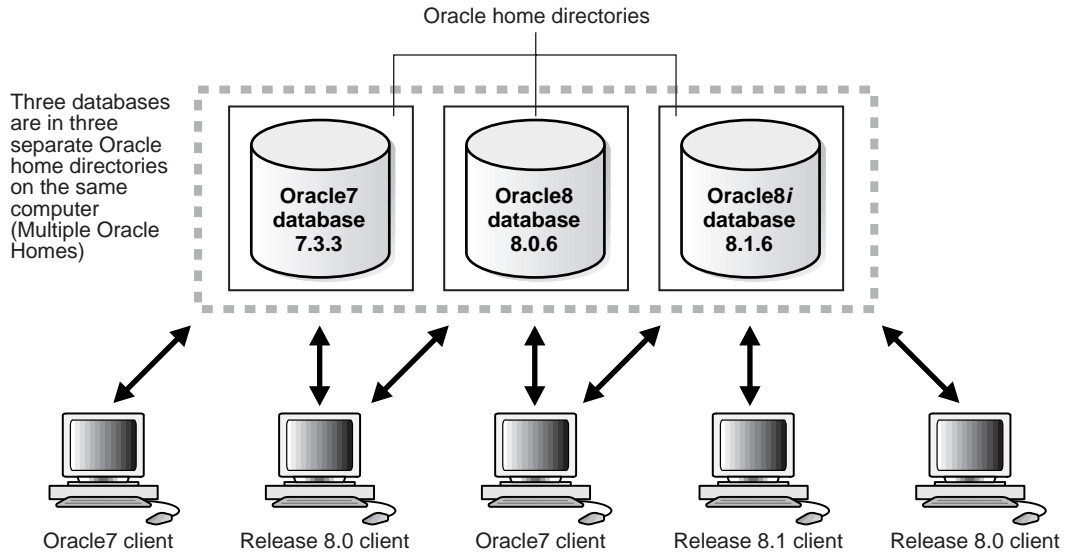 Oracle home directories
Three databases
are in three
separate Oracle
home directories
on the same
computer
(Multiple Oracle
Homes)
Oracle7
database
7.3.3
Oracle8
database
8.0.6
Oracle8i
database
8.1.6
Oracle7 client
Release 8.0 client
Oracle7 client
Release 8.1 client
Release 8.0 client